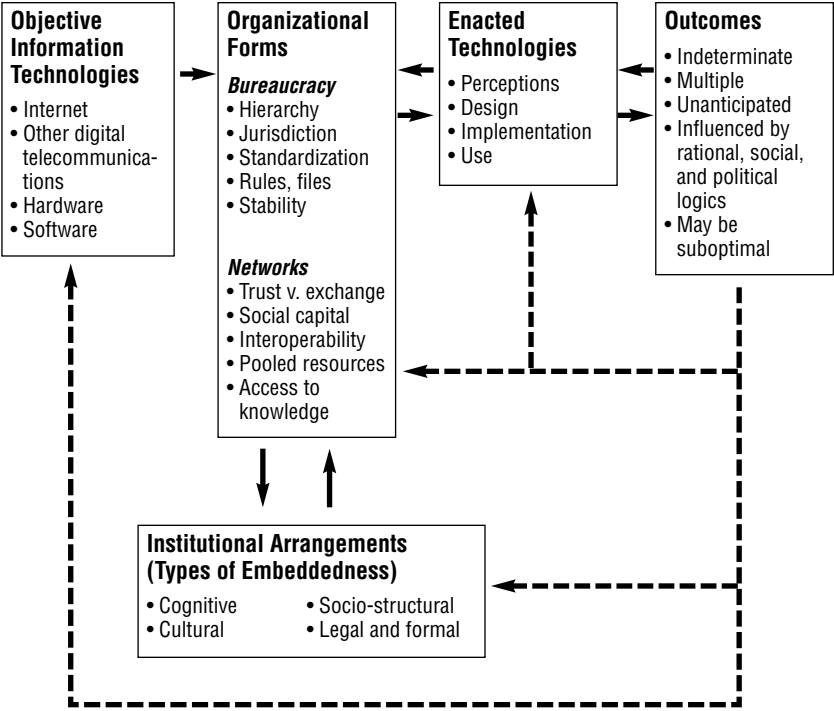 Objective
Information
Technologies
• Internet
• Other digital
telecommunica-
tions
• Hardware
• Software
Organizational
Forms
Bureaucracy
• Hierarchy
• Jurisdiction
• Standardization
• Rules, files
• Stability
Networks
• Trust v. exchange
• Social capital
• Interoperability
• Pooled resources
• Access to
knowledge
Enacted
Technologies
• Perceptions
• Design
• Implementation
• Use
Outcomes
• Indeterminate
• Multiple
• Unanticipated
• Influenced by
rational, social,
and political
logics
• May be
suboptimal
Institutional Arrangements
(Types of Embeddedness)
• Cognitive
• Cultural
• Socio-structural
• Legal and formal